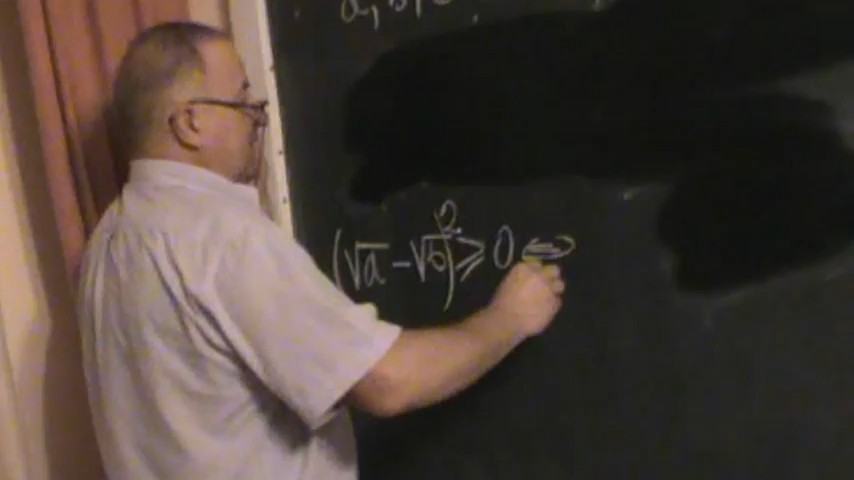 a, b, c
(√a - √b)² ≥ 0 ⇔